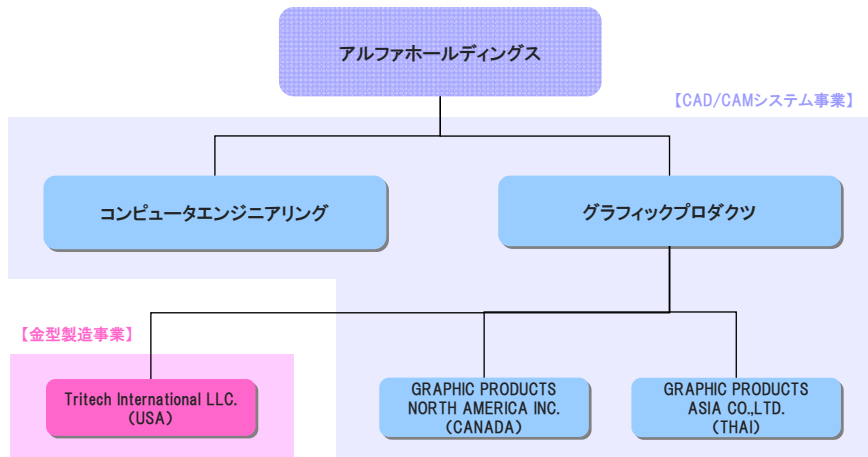 アルファホールディングス
【CAD/CAMシステム事業】
コンピュータエンジニアリング
グラフィックプロダクツ
【金型製造事業】
Tritech International LLC.
(USA)
GRAPHIC PRODUCTS
NORTH AMERICA INC.
(CANADA)
GRAPHIC PRODUCTS
ASIA CO.,LTD.
(THAI)